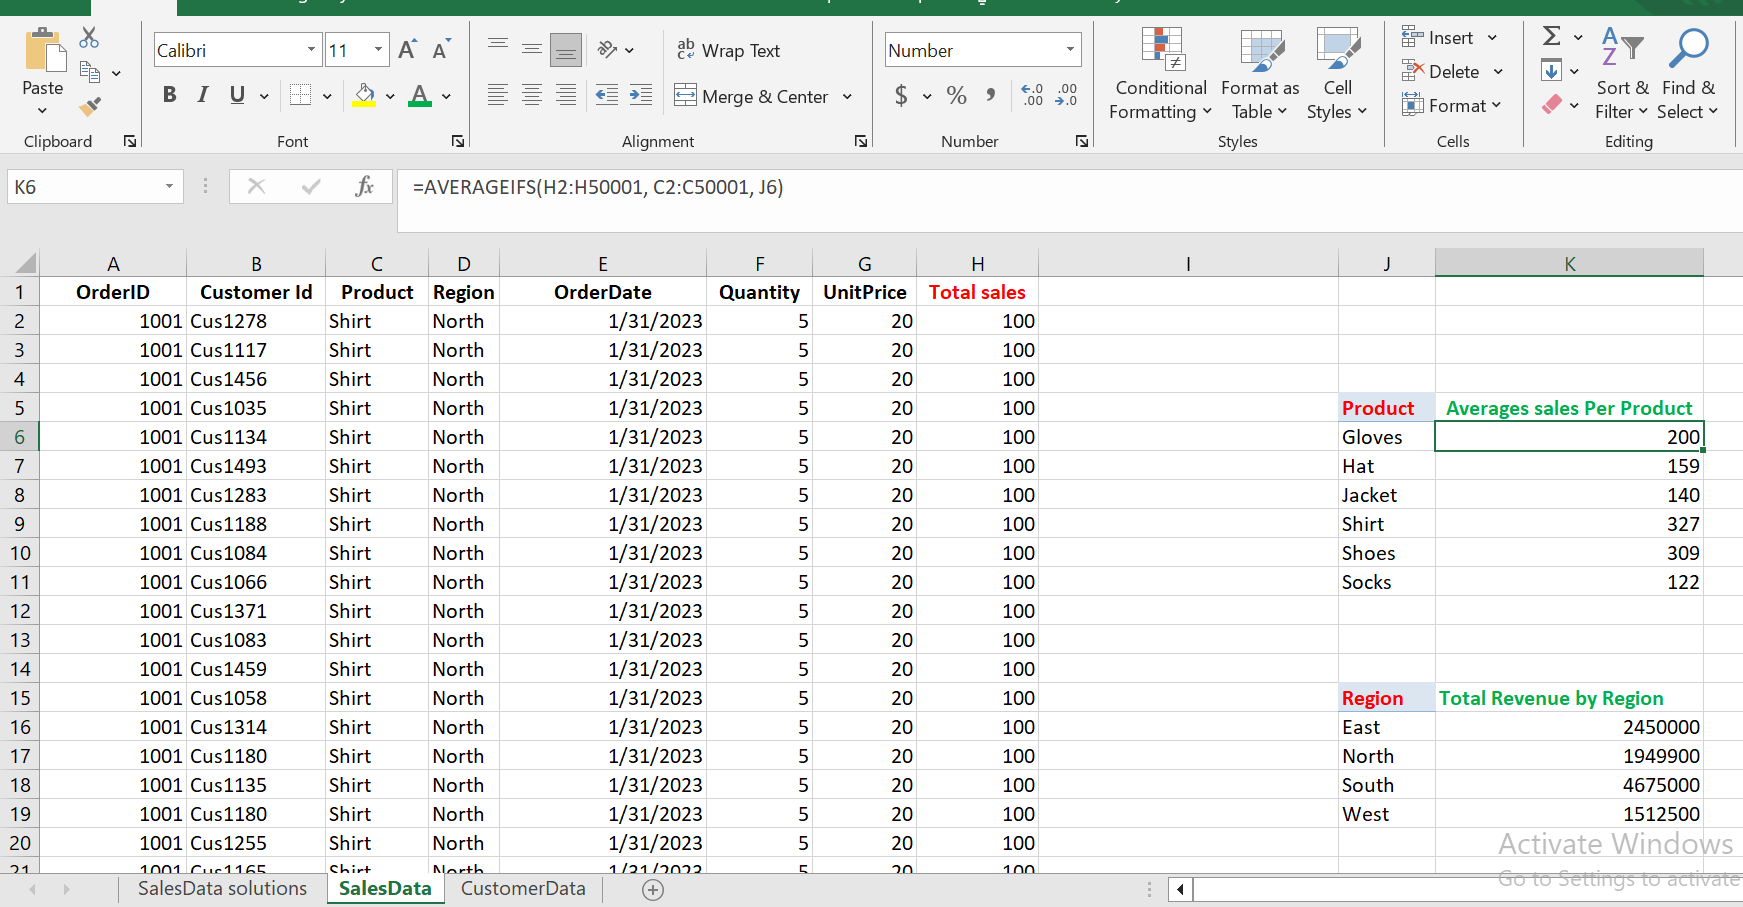 Calibri 11 ab Wrap Text Number Insert
Paste B I U Merge & Center $ % Conditional Formatting Format as Table Cell Styles Delete Format Sort & Filter Find & Select
Clipboard Font Alignment Number Styles Cells Editing
K6 fx =AVERAGEIFS(H2:H50001, C2:C50001, J6)
A B C D E F G H I J K
1 OrderID Customer Id Product Region OrderDate Quantity UnitPrice Total sales
2 1001 Cus1278 Shirt North 1/31/2023 5 20 100
3 1001 Cus1117 Shirt North 1/31/2023 5 20 100
4 1001 Cus1456 Shirt North 1/31/2023 5 20 100
5 1001 Cus1035 Shirt North 1/31/2023 5 20 100 Product Averages sales Per Product
6 1001 Cus1134 Shirt North 1/31/2023 5 20 100 Gloves 200
7 1001 Cus1493 Shirt North 1/31/2023 5 20 100 Hat 159
8 1001 Cus1283 Shirt North 1/31/2023 5 20 100 Jacket 140
9 1001 Cus1188 Shirt North 1/31/2023 5 20 100 Shirt 327
10 1001 Cus1084 Shirt North 1/31/2023 5 20 100 Shoes 309
11 1001 Cus1066 Shirt North 1/31/2023 5 20 100 Socks 122
12 1001 Cus1371 Shirt North 1/31/2023 5 20 100
13 1001 Cus1083 Shirt North 1/31/2023 5 20 100
14 1001 Cus1459 Shirt North 1/31/2023 5 20 100
15 1001 Cus1058 Shirt North 1/31/2023 5 20 100 Region Total Revenue by Region
16 1001 Cus1314 Shirt North 1/31/2023 5 20 100 East 2450000
17 1001 Cus1180 Shirt North 1/31/2023 5 20 100 North 1949900
18 1001 Cus1135 Shirt North 1/31/2023 5 20 100 South 4675000
19 1001 Cus1180 Shirt North 1/31/2023 5 20 100 West 1512500
20 1001 Cus1255 Shirt North 1/31/2023 5 20 100
21 1001 Cus1165 Shirt North 1/31/2023 5 20 100
Activate Windows
Go to Settings to activate
SalesData solutions SalesData CustomerData